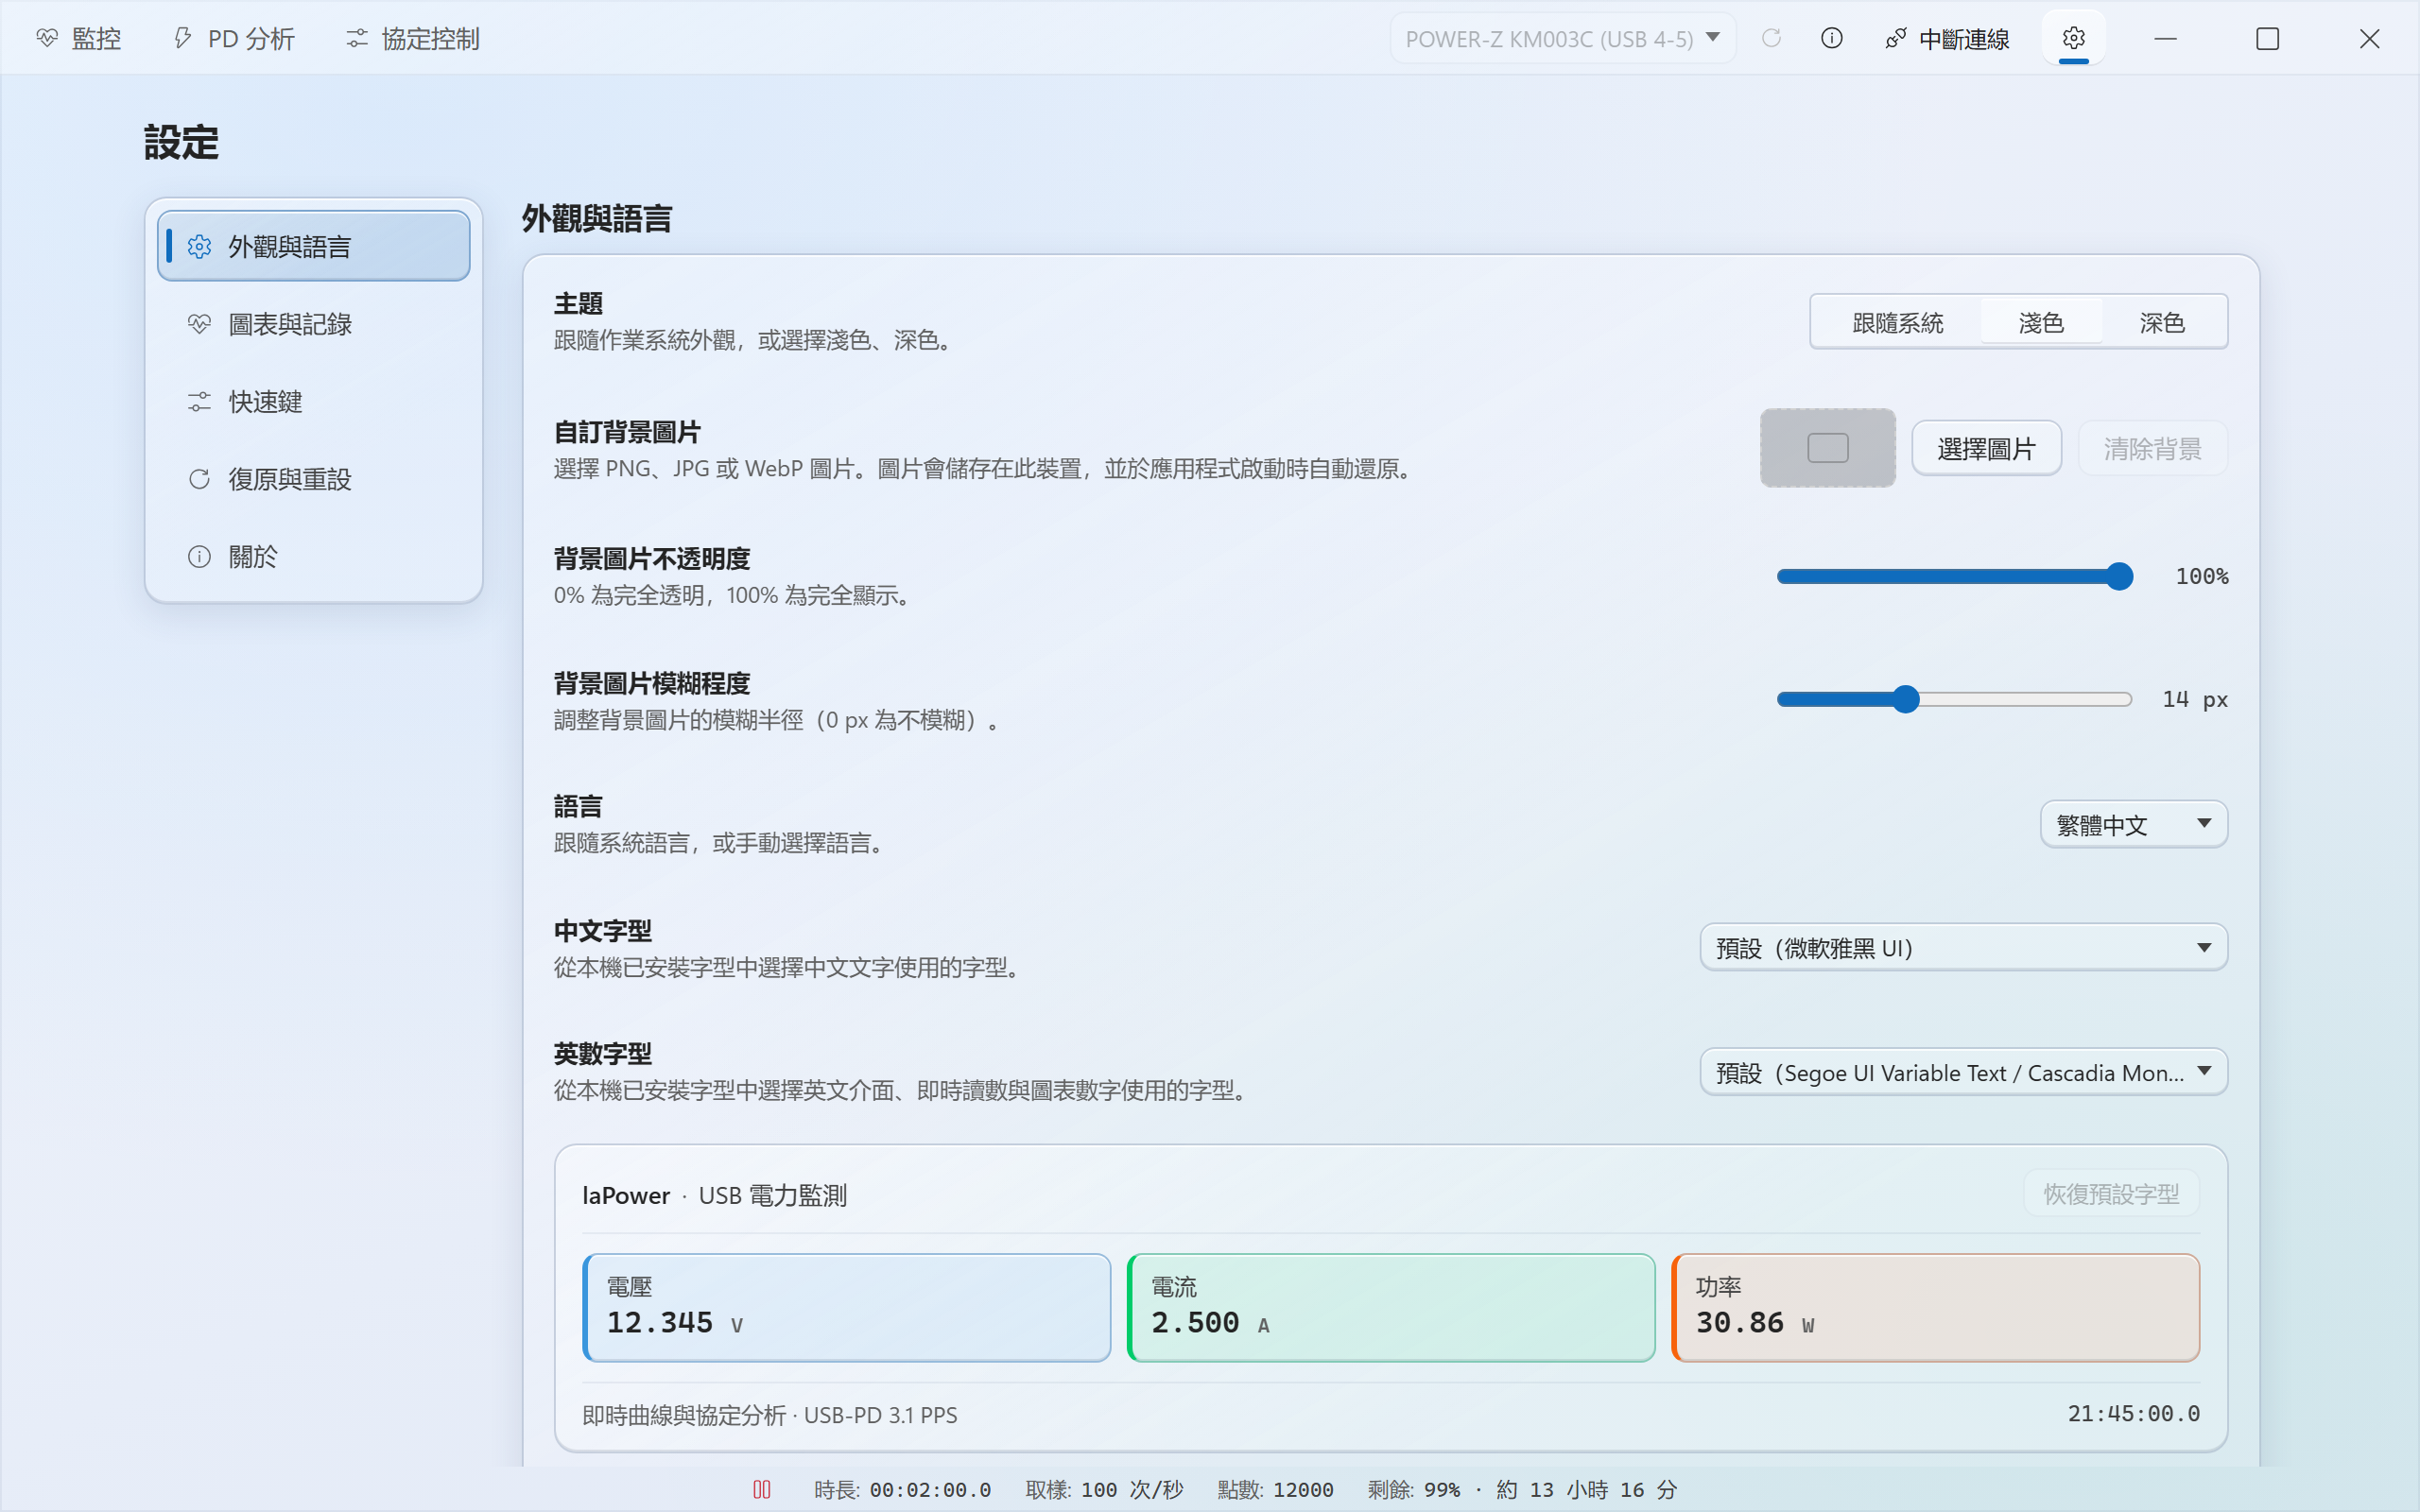 監控 PD 分析 協定控制 POWER-Z KM003C (USB 4-5) 中斷連線
設定
外觀與語言
圖表與記錄
快速鍵
復原與重設
關於
外觀與語言
主題
跟隨作業系統外觀，或選擇淺色、深色。
跟隨系統 淺色 深色
自訂背景圖片
選擇 PNG、JPG 或 WebP 圖片。圖片會儲存在此裝置，並於應用程式啟動時自動還原。
選擇圖片 清除背景
背景圖片不透明度
0% 為完全透明，100% 為完全顯示。
100%
背景圖片模糊程度
調整背景圖片的模糊半徑（0 px 為不模糊）。
14 px
語言
跟隨系統語言，或手動選擇語言。
繁體中文
中文字型
從本機已安裝字型中選擇中文文字使用的字型。
預設（微軟雅黑 UI）
英數字型
從本機已安裝字型中選擇英文介面、即時讀數與圖表數字使用的字型。
預設（Segoe UI Variable Text / Cascadia Mon...
laPower · USB 電力監測 恢復預設字型
電壓
12.345 V
電流
2.500 A
功率
30.86 W
即時曲線與協定分析 · USB-PD 3.1 PPS 21:45:00.0
時長: 00:02:00.0 取樣: 100 次/秒 點數: 12000 剩餘: 99% · 約 13 小時 16 分